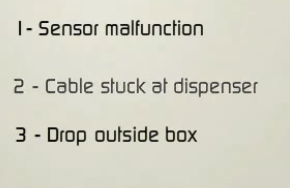 1- Sensor malfunction
2 - Cable stuck at dispenser
3 - Drop outside box